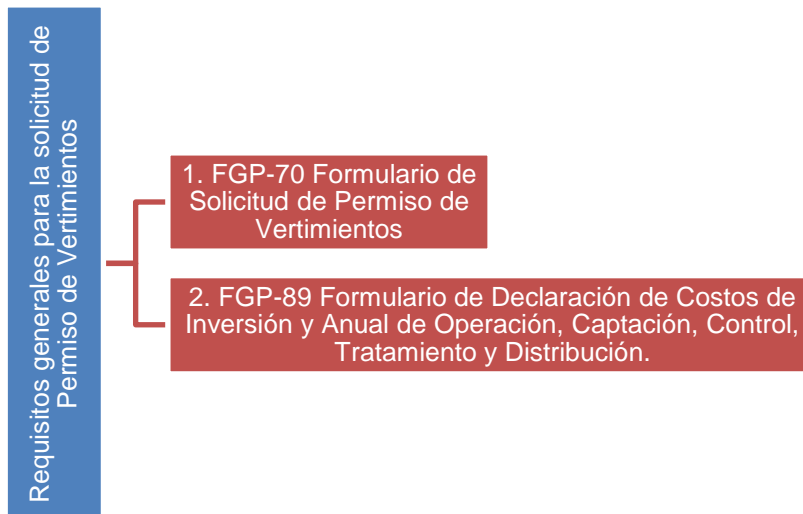 Requisitos generales para la solicitud de
Permiso de Vertimientos
1. FGP-70 Formulario de
Solicitud de Permiso de
Vertimientos
2. FGP-89 Formulario de Declaración de Costos de
Inversión y Anual de Operación, Captación, Control,
Tratamiento y Distribución.